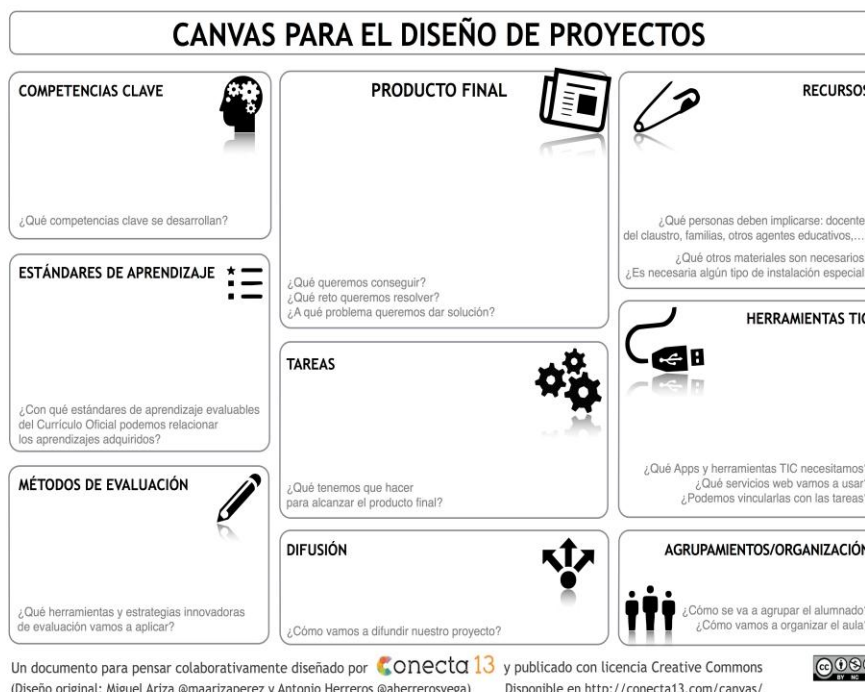 CANVAS PARA EL DISEÑO DE PROYECTOS
COMPETENCIAS CLAVE
¿Qué competencias clave se desarrollan?
ESTÁNDARES DE APRENDIZAJE
¿Con qué estándares de aprendizaje evaluables
del Currículo Oficial podemos relacionar
los aprendizajes adquiridos?
MÉTODOS DE EVALUACIÓN
¿Qué herramientas y estrategias innovadoras
de evaluación vamos a aplicar?
PRODUCTO FINAL
¿Qué queremos conseguir?
¿Qué reto queremos resolver?
¿A qué problema queremos dar solución?
TAREAS
¿Qué tenemos que hacer
para alcanzar el producto final?
DIFUSIÓN
¿Cómo vamos a difundir nuestro proyecto?
RECURSOS
¿Qué personas deben implicarse: docente
del claustro, familias, otros agentes educativos,...
¿Qué otros materiales son necesarios
¿Es necesaria algún tipo de instalación especial
HERRAMIENTAS TIC
¿Qué Apps y herramientas TIC necesitamos?
¿Qué servicios web vamos a usar?
¿Podemos vincularlas con las tareas?
AGRUPAMIENTOS/ORGANIZACIÓN
¿Cómo se va a agrupar el alumnado?
¿Cómo vamos a organizar el aula?
Un documento para pensar colaborativamente diseñado por conecta 13 y publicado con licencia Creative Commons
(Diseño original: Miguel Ariza @maarizaperez y Antonio Herreros @aherrerosvega) Disponible en http://conecta13.com/canvas/
cc
BY NC